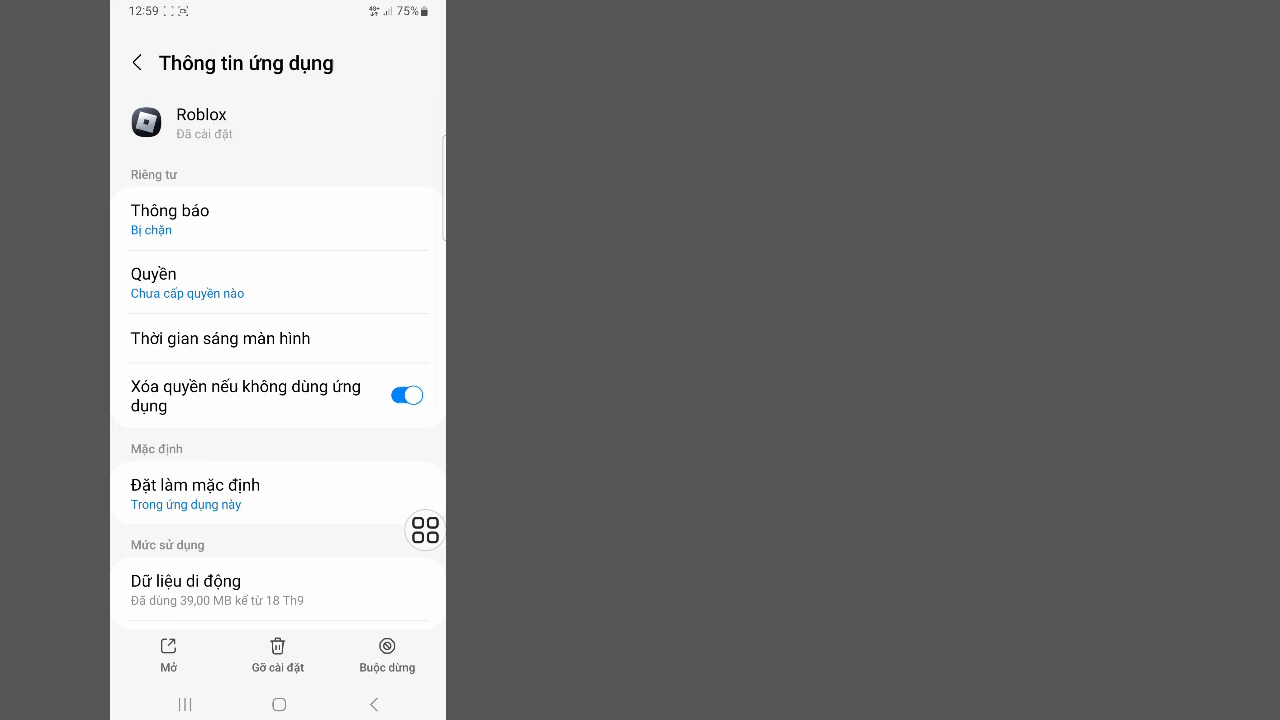 12:59
75%
Thông tin ứng dụng
Roblox
Đã cài đặt
Riêng tư
Thông báo
Bị chặn
Quyền
Chưa cấp quyền nào
Thời gian sáng màn hình
Xóa quyền nếu không dùng ứng
dụng
Mặc định
Đặt làm mặc định
Trong ứng dụng này
Mức sử dụng
Dữ liệu di động
Đã dùng 39,00 MB kể từ 18 Th9
Mở
Gỡ cài đặt
Buộc dừng